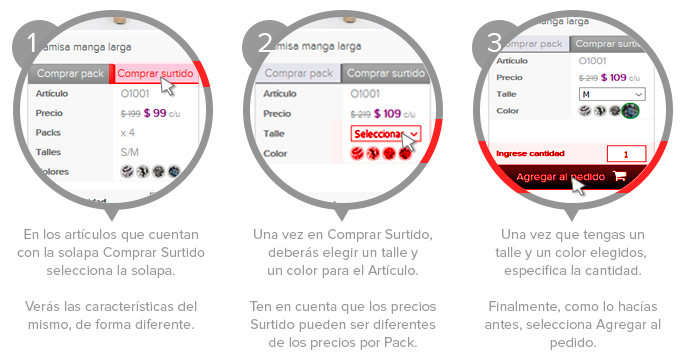 1
amisa manga larga
Comprar pack
Comprar surtido
Artículo O1001
Precio $ 199 $ 99 c/u
Packs x 4
Talles S/M
olores
2
misa manga larga
Comprar pack
Comprar surtido
Artículo O1001
Precio $ 219 $ 109 c/u
Talle Seleccionar
Color
3
misa manga larga
Comprar pack
Comprar surtido
Artículo O1001
Precio $ 219 $ 109 c/u
Talle M
Color
Ingrese cantidad 1
Agregar al pedido
En los artículos que cuentan
con la solapa Comprar Surtido
selecciona la solapa.
Verás las características del
mismo, de forma diferente.
Una vez en Comprar Surtido,
deberás elegir un talle y
un color para el Artículo.
Ten en cuenta que los precios
Surtido pueden ser diferentes
de los precios por Pack.
Una vez que tengas un
talle y un color elegidos,
especifica la cantidad.
Finalmente, como lo hacías
antes, selecciona Agregar al
pedido.